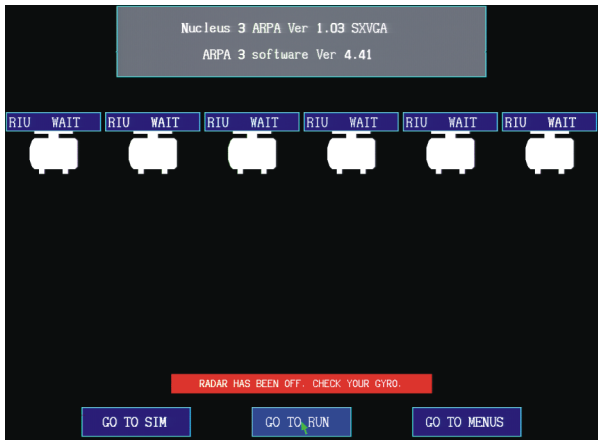 Nucleus 3 ARPA Ver 1.03 SXVGA
ARPA 3 software Ver 4.41
RIU WAIT RIU WAIT RIU WAIT RIU WAIT RIU WAIT RIU WAIT
RADAR HAS BEEN OFF. CHECK YOUR GYRO.
GO TO SIM GO TO RUN GO TO MENUS